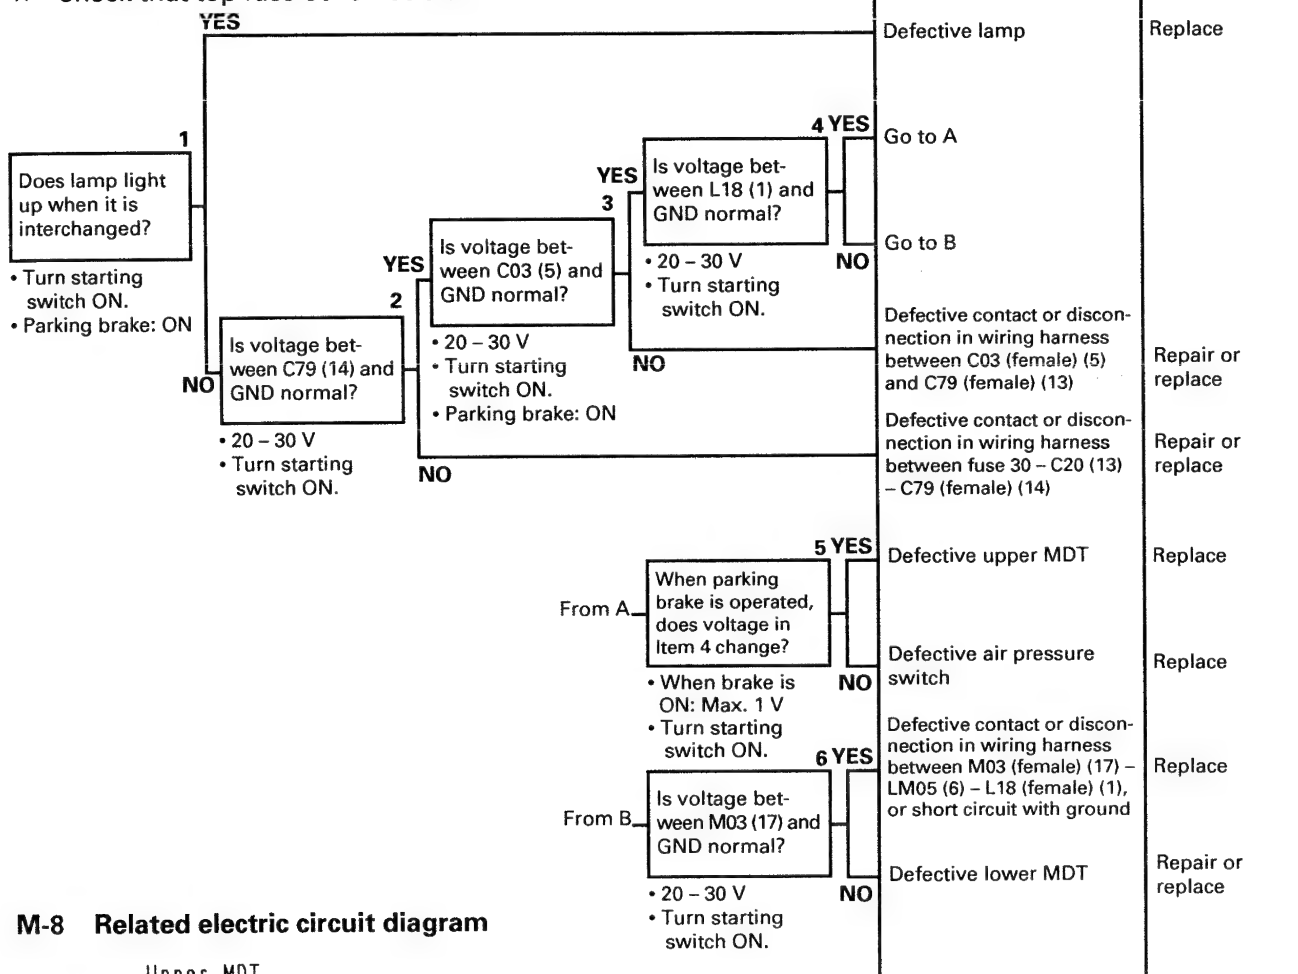 YES
Defective lamp
Replace
1
Does lamp light
up when it is
interchanged?
• Turn starting
switch ON.
• Parking brake: ON
NO
2
Is voltage bet-
ween C79 (14) and
GND normal?
• 20 – 30 V
• Turn starting
switch ON.
YES
NO
3
Is voltage bet-
ween C03 (5) and
GND normal?
• 20 – 30 V
• Turn starting
switch ON.
• Parking brake: ON
YES
NO
4 YES
Is voltage bet-
ween L18 (1) and
GND normal?
• 20 – 30 V
• Turn starting
switch ON.
NO
Go to A
Go to B
Defective contact or discon-
nection in wiring harness
between C03 (female) (5)
and C79 (female) (13)
Repair or
replace
Defective contact or discon-
nection in wiring harness
between fuse 30 – C20 (13)
– C79 (female) (14)
Repair or
replace
From A
5 YES
When parking
brake is operated,
does voltage in
Item 4 change?
• When brake is
ON: Max. 1 V
• Turn starting
switch ON.
NO
Defective upper MDT
Replace
Defective air pressure
switch
Replace
From B
6 YES
Is voltage bet-
ween M03 (17) and
GND normal?
• 20 – 30 V
• Turn starting
switch ON.
NO
Defective contact or discon-
nection in wiring harness
between M03 (female) (17) –
LM05 (6) – L18 (female) (1),
or short circuit with ground
Replace
Defective lower MDT
Repair or
replace
M-8 Related electric circuit diagram
Upper MDT